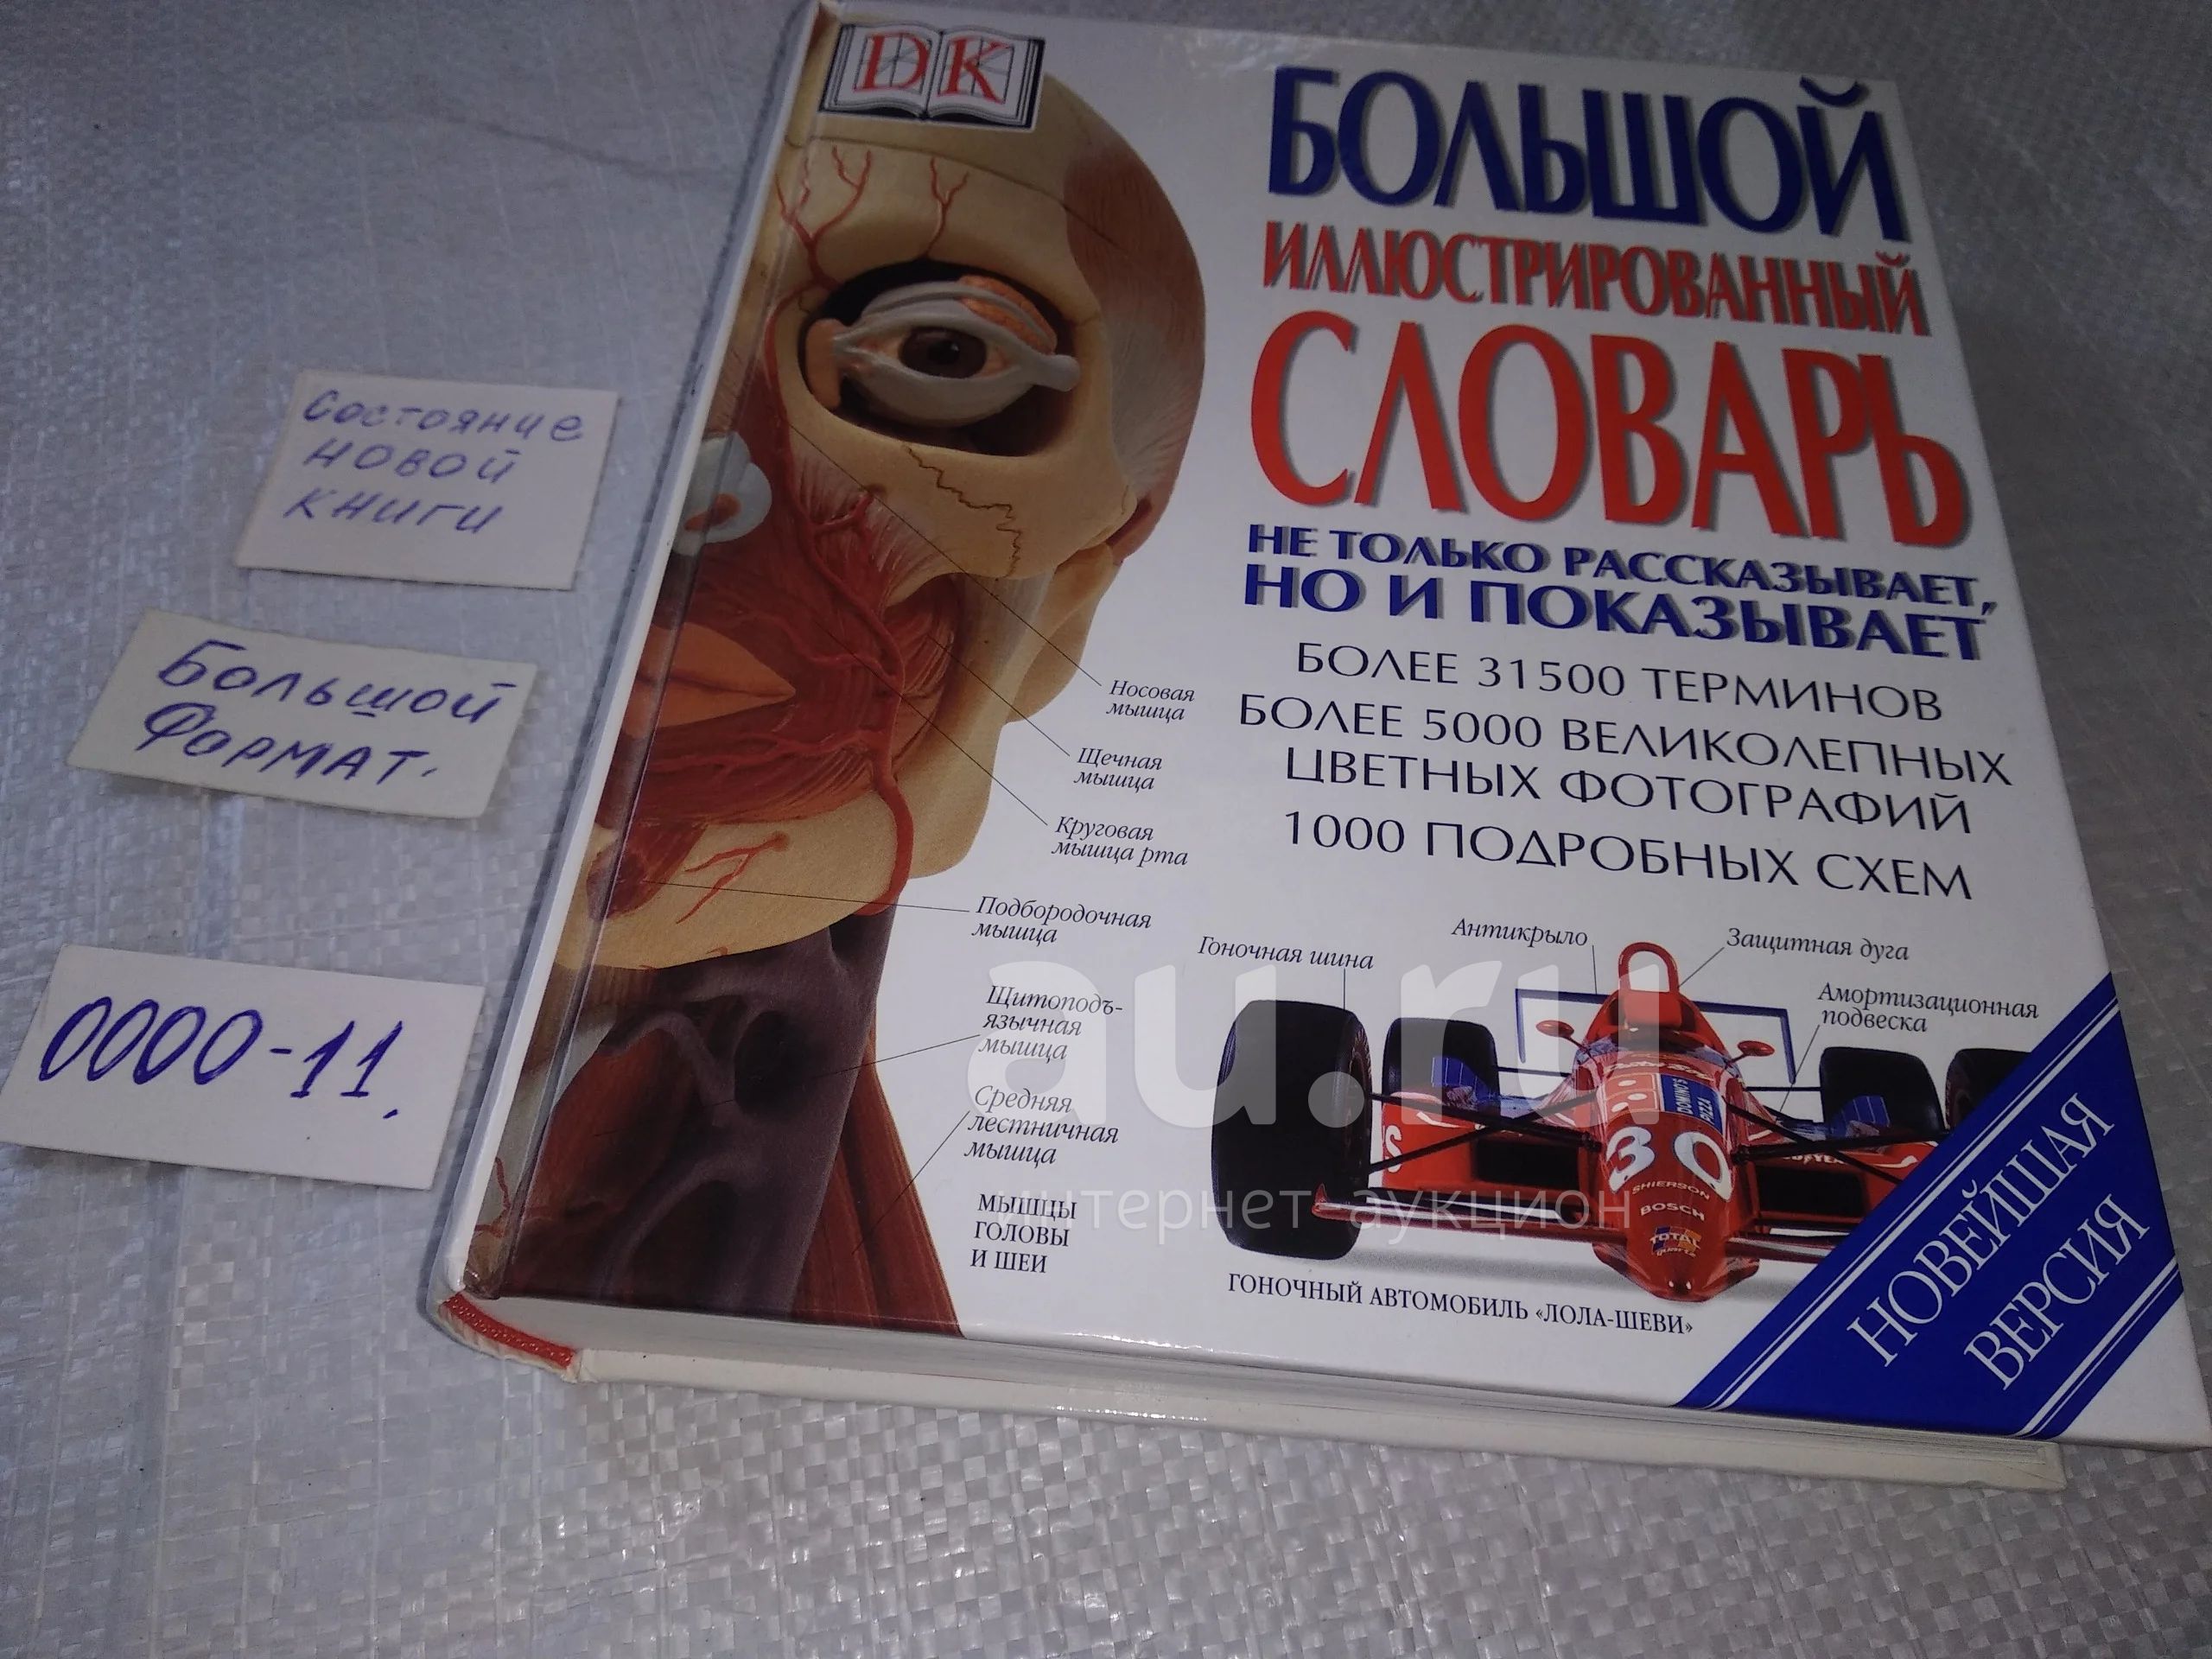 DK
БОЛЬШОЙ
ИЛЛЮСТРИРОВАННЫЙ
СЛОВАРЬ
НЕ ТОЛЬКО РАССКАЗЫВАЕТ,
НО И ПОКАЗЫВАЕТ
БОЛЕЕ 31500 ТЕРМИНОВ
БОЛЕЕ 5000 ВЕЛИКОЛЕПНЫХ
ЦВЕТНЫХ ФОТОГРАФИЙ
1000 ПОДРОБНЫХ СХЕМ
Состояние
новой
книги
Большой
Формат.
0000-11.
Носовая
мышца
Щечная
мышца
Круговая
мышца рта
Подбородочная
мышца
Щитоподъ-
язычная
мышца
Средняя
лестничная
мышца
МЫШЦЫ
ГОЛОВЫ
И ШЕИ
Гоночная шина
Антикрыло
Защитная дуга
Амортизационная
подвеска
DOMINO'S
PIZZA
30
SHIERSON
BOSCH
TOTAL
ГОНОЧНЫЙ АВТОМОБИЛЬ «ЛОЛА-ШЕВИ»
НОВЕЙШАЯ
ВЕРСИЯ
au.ru
интернет-аукцион